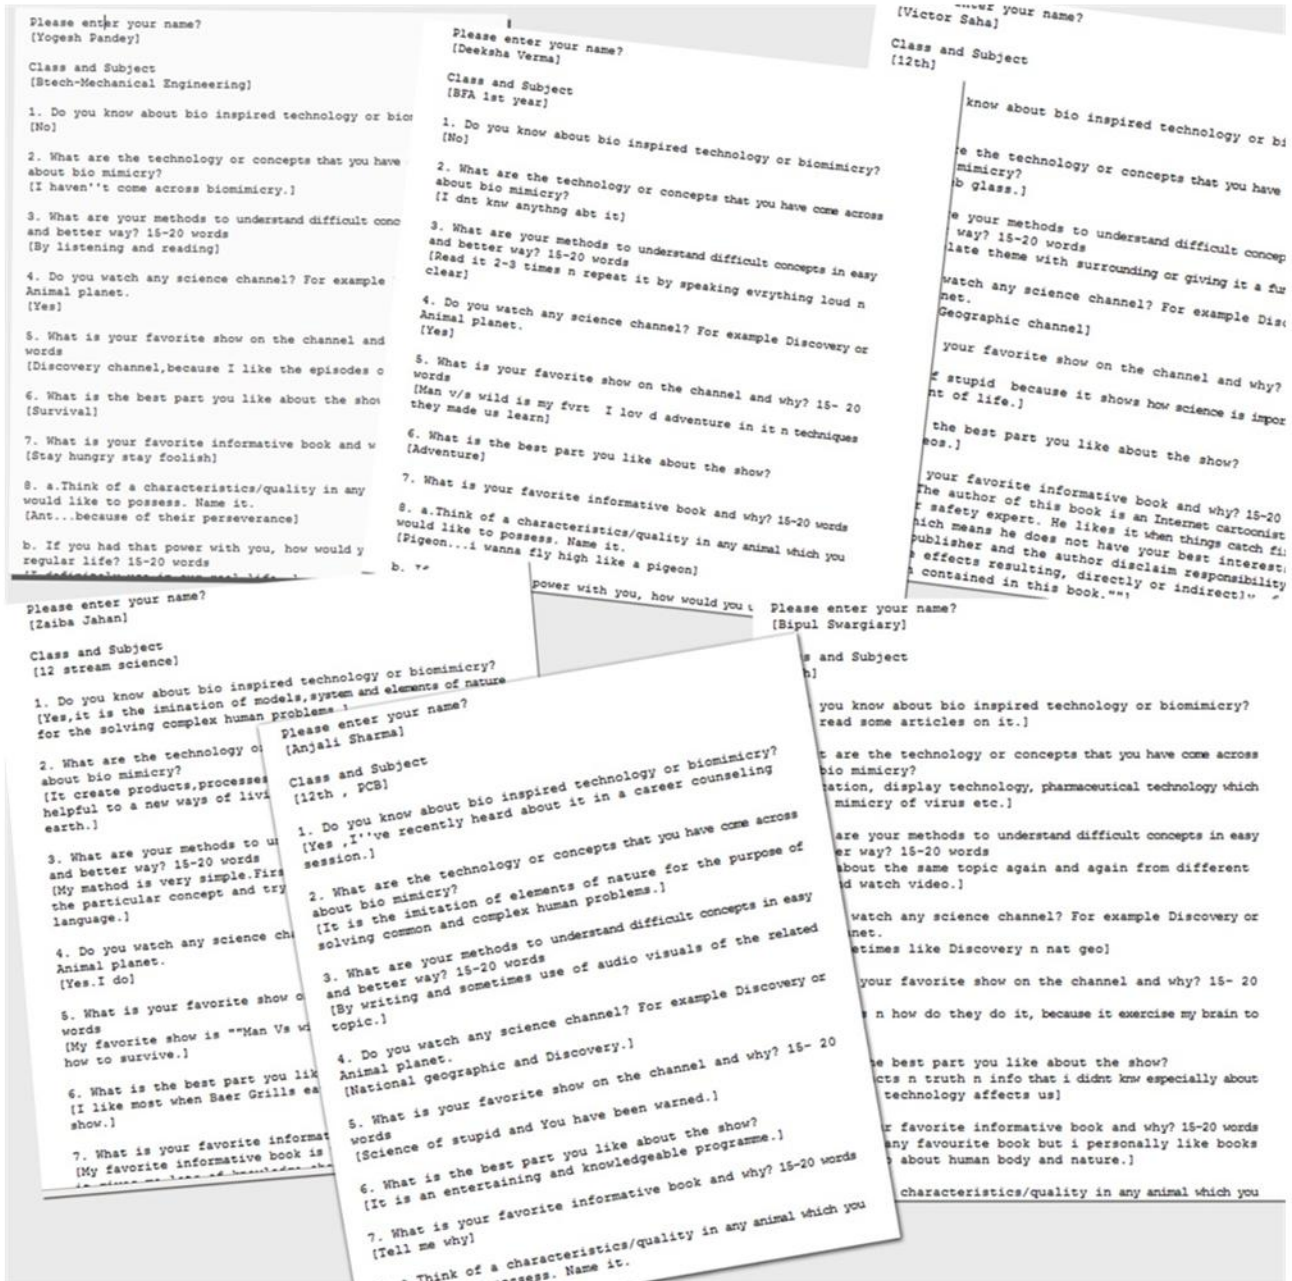 Please enter your name?
[Yogesh Pandey]
Class and Subject
[Btech-Mechanical Engineering]
1. Do you know about bio inspired technology or bio
[No]
2. What are the technology or concepts that you have
about bio mimicry?
[I haven''t come across biomimicry.]
3. What are your methods to understand difficult conc
and better way? 15-20 words
[By listening and reading]
4. Do you watch any science channel? For example
Animal planet.
[Yes]
5. What is your favorite show on the channel and
words
[Discovery channel,because I like the episodes o
6. What is the best part you like about the show
[Survival]
7. What is your favorite informative book and w
[Stay hungry stay foolish]
8. a.Think of a characteristics/quality in any
would like to possess. Name it.
[Ant...because of their perseverance]
b. If you had that power with you, how would y
regular life? 15-20 words
Please enter your name?
[Deeksha Verma]
Class and Subject
[BFA 1st year]
1. Do you know about bio inspired technology or biomimicry?
[No]
2. What are the technology or concepts that you have come across
about bio mimicry?
[I dnt knw anythng abt it]
3. What are your methods to understand difficult concepts in easy
and better way? 15-20 words
[Read it 2-3 times n repeat it by speaking evrything loud n
clear]
4. Do you watch any science channel? For example Discovery or
Animal planet.
[Yes]
5. What is your favorite show on the channel and why? 15- 20
words
[Man v/s wild is my fvrt  I lov d adventure in it n techniques
they made us learn]
6. What is the best part you like about the show?
[Adventure]
7. What is your favorite informative book and why? 15-20 words
8. a.Think of a characteristics/quality in any animal which you
would like to possess. Name it.
[Pigeon...i wanna fly high like a pigeon]
b.
power with you, how would you
enter your name?
[Victor Saha]
Class and Subject
[12th]
know about bio inspired technology or bi
e the technology or concepts that you have
mimicry?
b glass.]
e your methods to understand difficult concep
way? 15-20 words
late theme with surrounding or giving it a fun
watch any science channel? For example Disc
net.
Geographic channel]
your favorite show on the channel and why?
f stupid  because it shows how science is impor
nt of life.]
the best part you like about the show?
eos.]
your favorite informative book and why? 15-20
The author of this book is an Internet cartoonist
r safety expert. He likes it when things catch fi
hich means he does not have your best interest
publisher and the author disclaim responsibility
effects resulting, directly or indirectly,
contained in this book.""]
Please enter your name?
[Zaiba Jahan]
Class and Subject
[12 stream science]
1. Do you know about bio inspired technology or biomimicry?
[Yes,it is the imination of models,system and elements of nature
for the solving complex human problems.]
2. What are the technology o
about bio mimicry?
[It create products,processes
helpful to a new ways of livi
earth.]
3. What are your methods to un
and better way? 15-20 words
[My mathod is very simple.Firs
the particular concept and try
language.]
4. Do you watch any science cha
Animal planet.
[Yes.I do]
5. What is your favorite show o
words
[My favorite show is ""Man Vs wi
how to survive.]
6. What is the best part you lik
[I like most when Baer Grills ea
show.]
7. What is your favorite informat
[My favorite informative book is
Please enter your name?
[Anjali Sharma]
Class and Subject
[12th , PCB]
1. Do you know about bio inspired technology or biomimicry?
[Yes ,I''ve recently heard about it in a career counseling
session.]
2. What are the technology or concepts that you have come across
about bio mimicry?
[It is the imitation of elements of nature for the purpose of
solving common and complex human problems.]
3. What are your methods to understand difficult concepts in easy
and better way? 15-20 words
[By writing and sometimes use of audio visuals of the related
topic.]
4. Do you watch any science channel? For example Discovery or
Animal planet.
[National geographic and Discovery.]
5. What is your favorite show on the channel and why? 15- 20
words
[Science of stupid and You have been warned.]
6. What is the best part you like about the show?
[It is an entertaining and knowledgeable programme.]
7. What is your favorite informative book and why? 15-20 words
[Tell me why]
Think of a characteristics/quality in any animal which you
ssess. Name it.
Please enter your name?
[Bipul Swargiary]
s and Subject
h]
you know about bio inspired technology or biomimicry?
read some articles on it.]
t are the technology or concepts that you have come across
bio mimicry?
ation, display technology, pharmaceutical technology which
mimicry of virus etc.]
are your methods to understand difficult concepts in easy
er way? 15-20 words
about the same topic again and again from different
d watch video.]
watch any science channel? For example Discovery or
net.
etimes like Discovery n nat geo]
your favorite show on the channel and why? 15- 20
s n how do they do it, because it exercise my brain to
he best part you like about the show?
cts n truth n info that i didnt knw especially about
technology affects us]
r favorite informative book and why? 15-20 words
any favourite book but i personally like books
about human body and nature.]
characteristics/quality in any animal which you